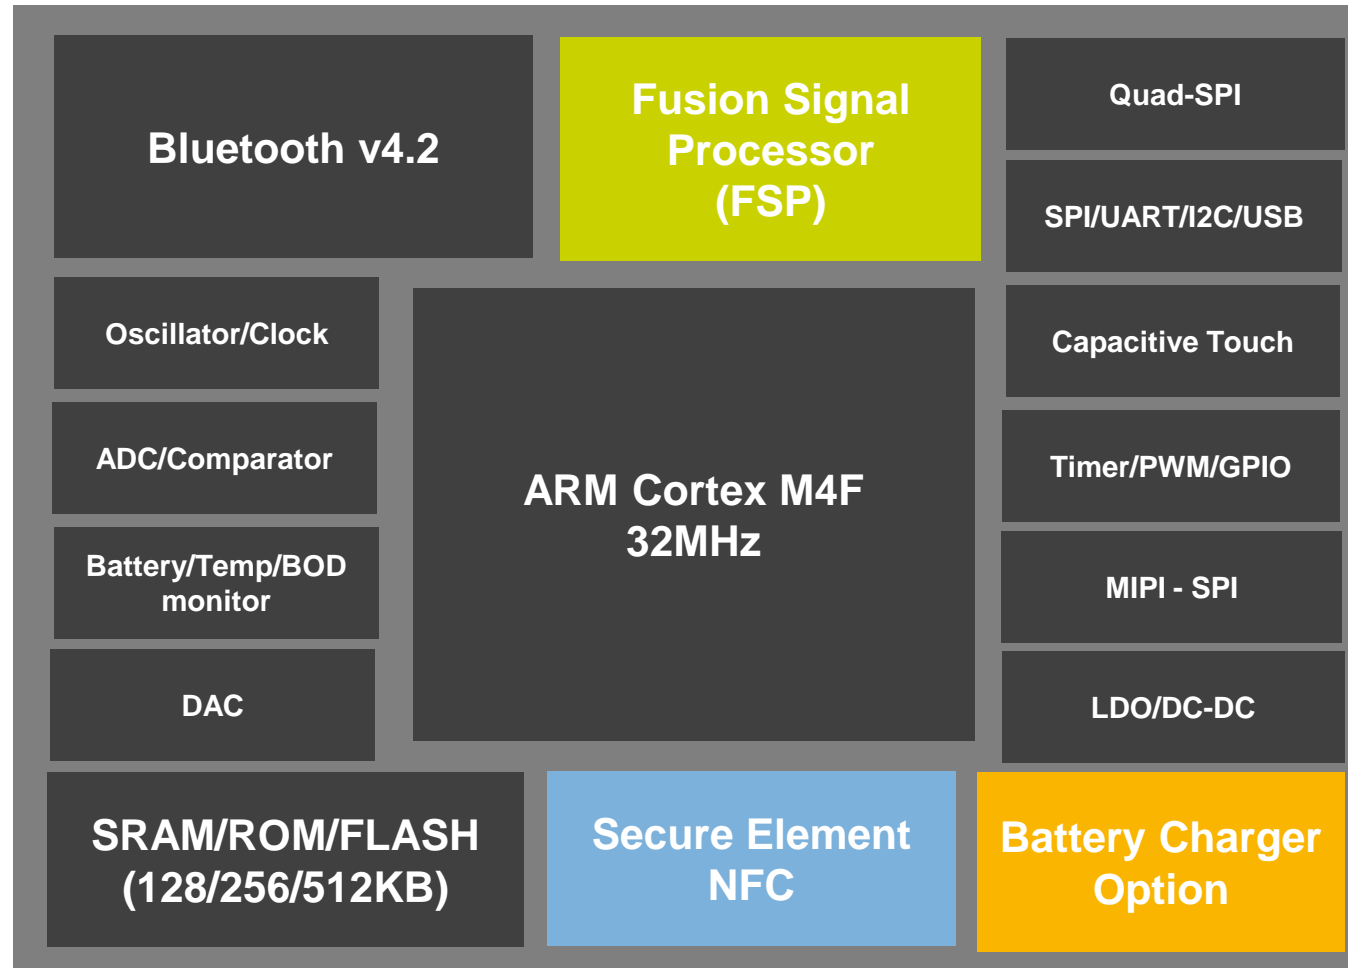 Bluetooth v4.2
Fusion Signal
Processor
(FSP)
Quad-SPI
SPI/UART/I2C/USB
Oscillator/Clock
Capacitive Touch
ADC/Comparator
ARM Cortex M4F
32MHz
Timer/PWM/GPIO
Battery/Temp/BOD
monitor
MIPI - SPI
DAC
LDO/DC-DC
SRAM/ROM/FLASH
(128/256/512KB)
Secure Element
NFC
Battery Charger
Option